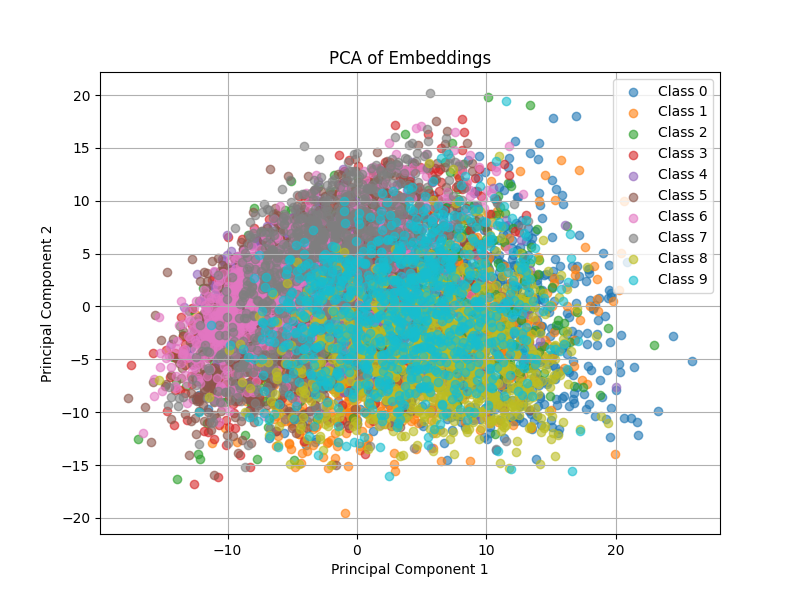 PCA of Embeddings
Class 0
Class 1
Class 2
Class 3
Class 4
Class 5
Class 6
Class 7
Class 8
Class 9
Principal Component 2
20
15
10
5
0
−5
−10
−15
−20
−10
0
10
20
Principal Component 1